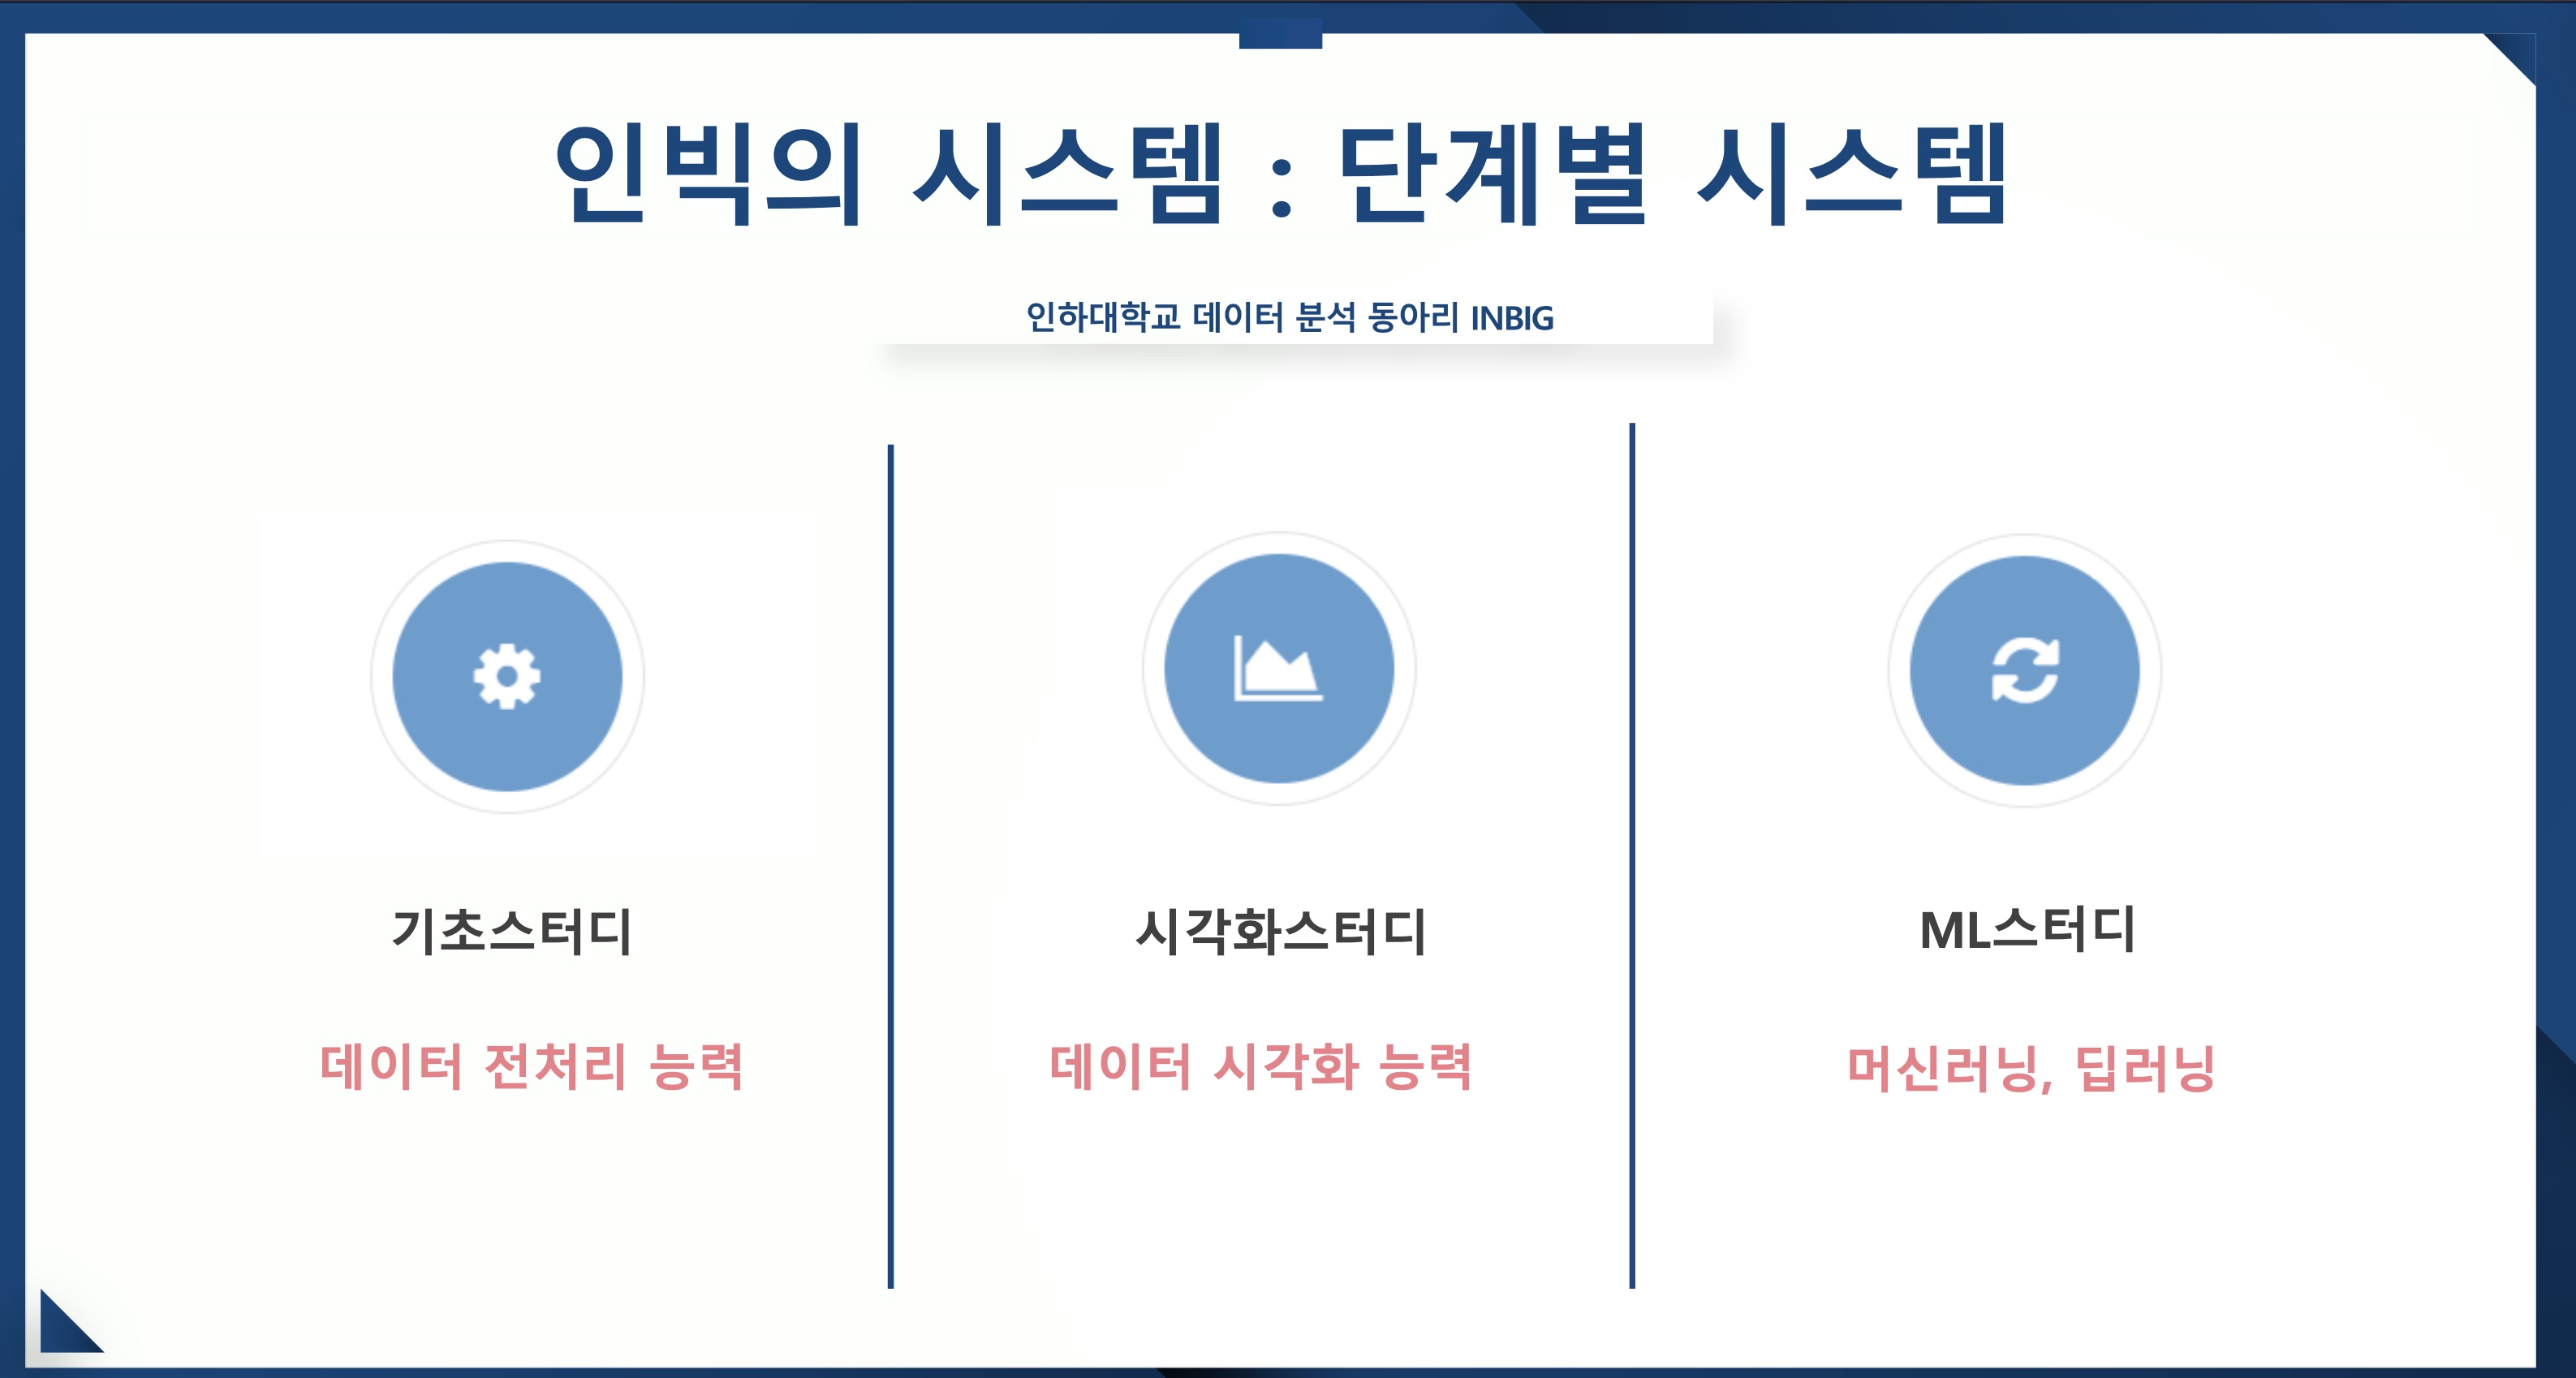 인빅의 시스템 : 단계별 시스템
인하대학교 데이터 분석 동아리 INBIG
기초스터디
데이터 전처리 능력
시각화스터디
데이터 시각화 능력
ML스터디
머신러닝, 딥러닝